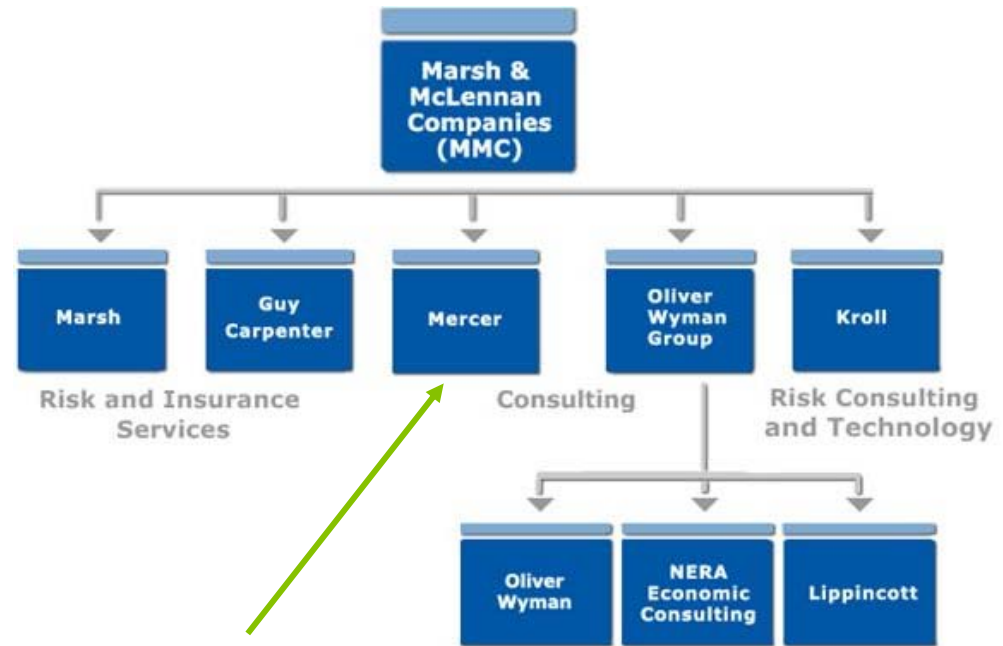 Marsh &
McLennan
Companies
(MMC)
Marsh
Guy
Carpenter
Mercer
Oliver
Wyman
Group
Kroll
Risk and Insurance
Services
Consulting
Risk Consulting
and Technology
Oliver
Wyman
NERA
Economic
Consulting
Lippincott